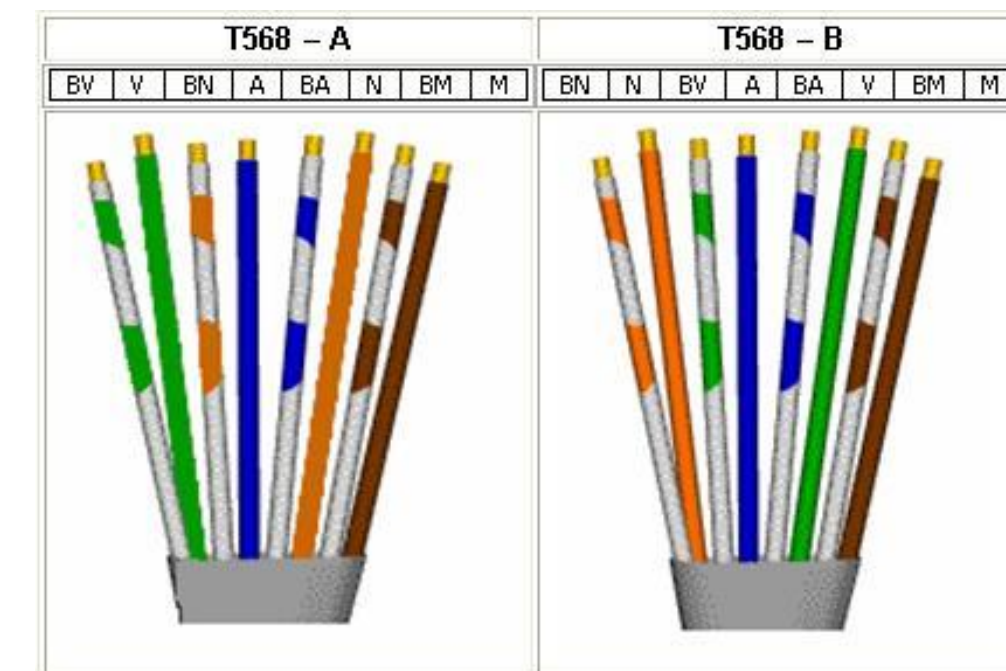 T568 – A T568 – B
BV V BN A BA N BM M BN N BV A BA V BM M